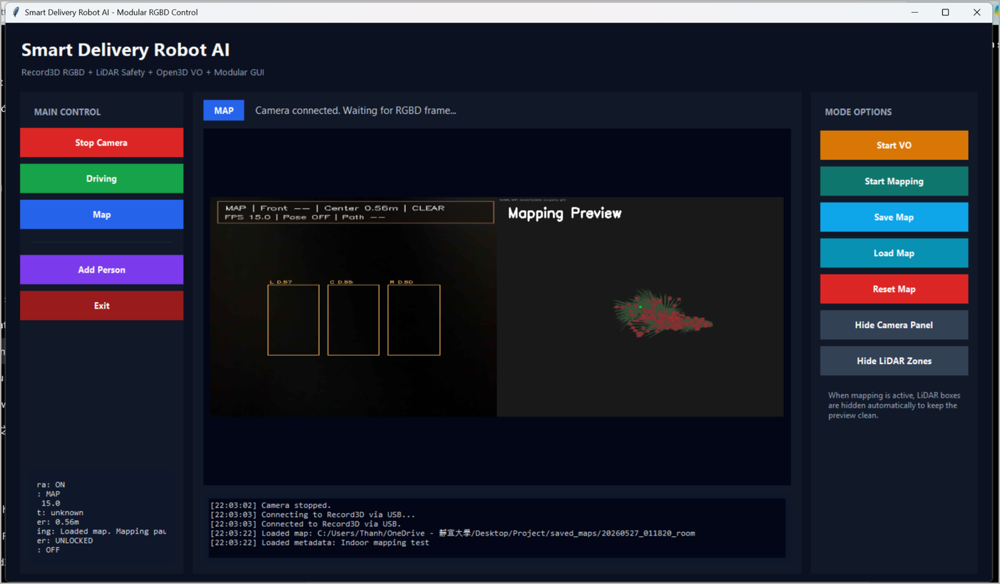 Smart Delivery Robot AI - Modular RGBD Control
Smart Delivery Robot AI
Record3D RGBD + LiDAR Safety + Open3D VO + Modular GUI
MAIN CONTROL
Stop Camera
Driving
Map
Add Person
Exit
ra: ON
: MAP
15.0
t: unknown
er: 0.56m
ing: Loaded map. Mapping pau
er: UNLOCKED
: OFF
MAP
Camera connected. Waiting for RGBD frame...
MAP | Front -- | Center 0.56m | CLEAR
FPS 15.0 | Pose OFF | Path --
L 0.57
C 0.55
R 0.50
Mapping Preview
[22:03:02] Camera stopped.
[22:03:03] Connecting to Record3D via USB...
[22:03:03] Connected to Record3D via USB.
[22:03:22] Loaded map: C:/Users/Thanh/OneDrive - 靜宜大學/Desktop/Project/saved_maps/20260527_011820_room
[22:03:22] Loaded metadata: Indoor mapping test
MODE OPTIONS
Start VO
Start Mapping
Save Map
Load Map
Reset Map
Hide Camera Panel
Hide LiDAR Zones
When mapping is active, LiDAR boxes
are hidden automatically to keep the
preview clean.